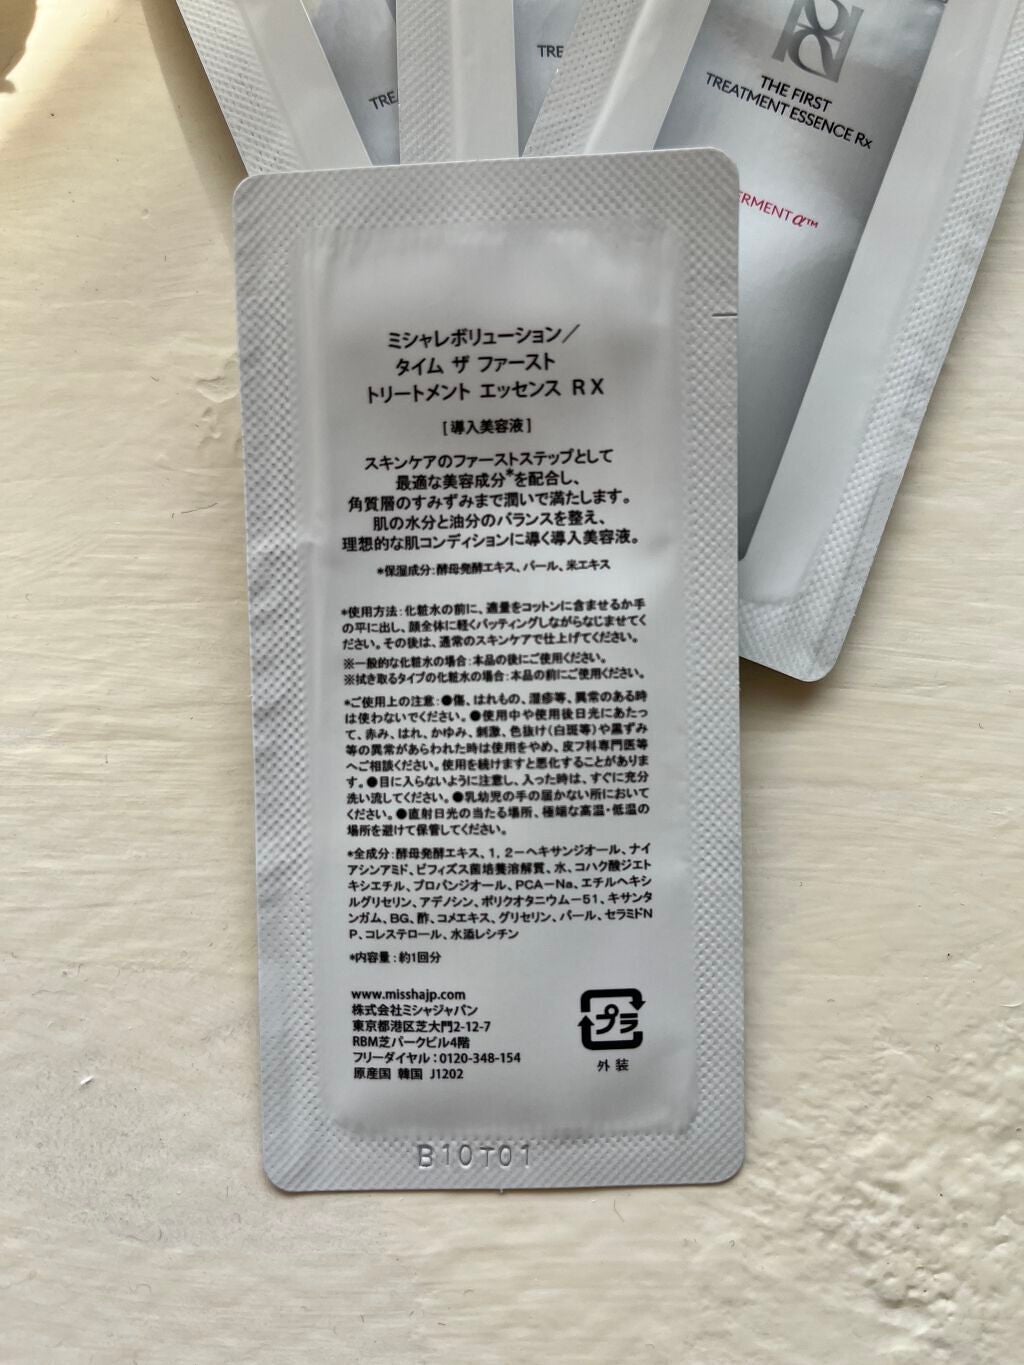 TRE
TRE
THE FIRST
TREATMENT ESSENCE Rx
ERMENT α™
ミシャレボリューション/
タイム ザ ファースト
トリートメント エッセンス RX
[導入美容液]
スキンケアのファーストステップとして
最適な美容成分*を配合し、
角質層のすみずみまで潤いで満たします。
肌の水分と油分のバランスを整え、
理想的な肌コンディションに導く導入美容液。
*保湿成分:酵母発酵エキス、パール、米エキス
*使用方法:化粧水の前に、適量をコットンに含ませるか手
の平に出し、顔全体に軽くパッティングしながらなじませてく
ださい。その後は、通常のスキンケアで仕上げてください。
※一般的な化粧水の場合:本品の後にご使用ください。
※拭き取るタイプの化粧水の場合:本品の前にご使用ください。
*ご使用上の注意:●傷、はれもの、湿疹等、異常のある時
は使わないでください。●使用中や使用後日光にあたっ
て、赤み、はれ、かゆみ、刺激、色抜け(白斑等)や黒ずみ
等の異常があらわれた時は使用をやめ、皮フ科専門医等
へご相談ください。使用を続けますと悪化することがありま
す。●目に入らないように注意し、入った時は、すぐに充分
洗い流してください。●乳幼児の手の届かない所において
ください。●直射日光の当たる場所、極端な高温・低温の
場所を避けて保管してください。
*全成分:酵母発酵エキス、1,2-ヘキサンジオール、ナイ
アシンアミド、ビフィズス菌培養溶解質、水、コハク酸ジエト
キシエチル、プロパンジオール、PCA-Na、エチルヘキシ
ルグリセリン、アデノシン、ポリクオタニウム-51、キサンタ
ンガム、BG、酢、コメエキス、グリセリン、パール、セラミドN
P、コレステロール、水添レシチン
*内容量:約1回分
www.misshajp.com
株式会社ミシャジャパン
東京都港区芝大門2-12-7
RBM芝パークビル4階
フリーダイヤル:0120-348-154
原産国 韓国 J1202
プラ
外装
B10T01